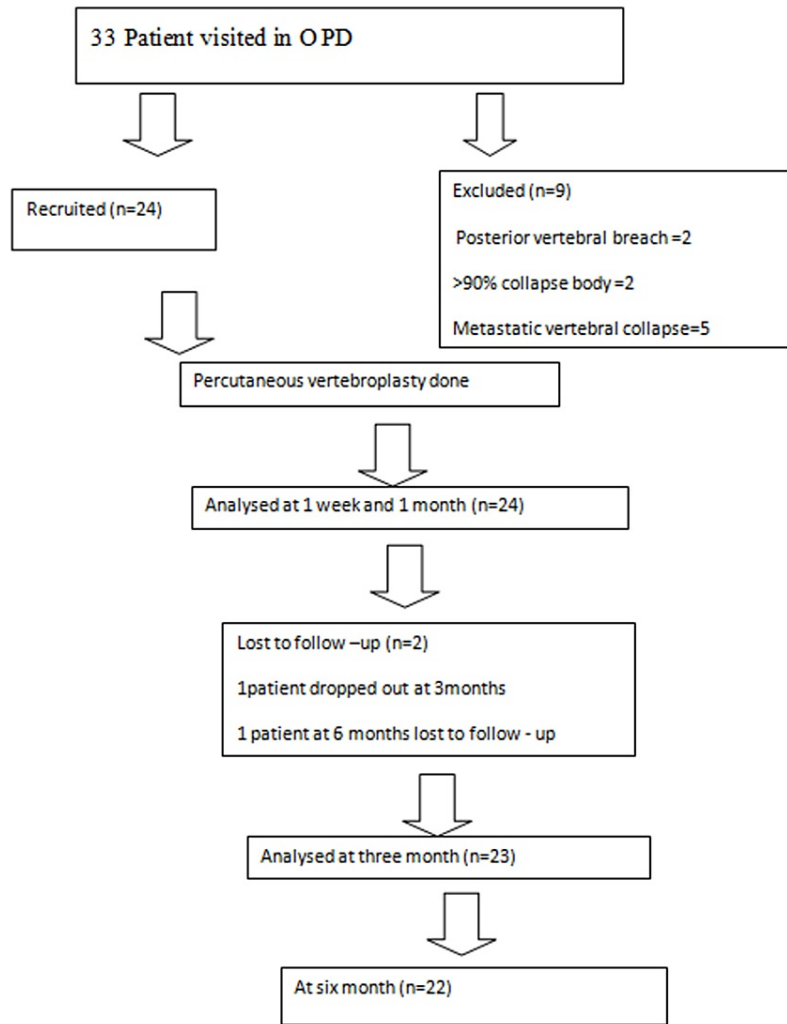 33 Patient visited in OPD
Recruited (n=24)
Excluded (n=9)
Posterior vertebral breach =2
>90% collapse body =2
Metastatic vertebral collapse=5
Percutaneous vertebroplasty done
Analysed at 1 week and 1 month (n=24)
Lost to follow –up (n=2)
1patient dropped out at 3months
1 patient at 6 months lost to follow - up
Analysed at three month (n=23)
At six month (n=22)